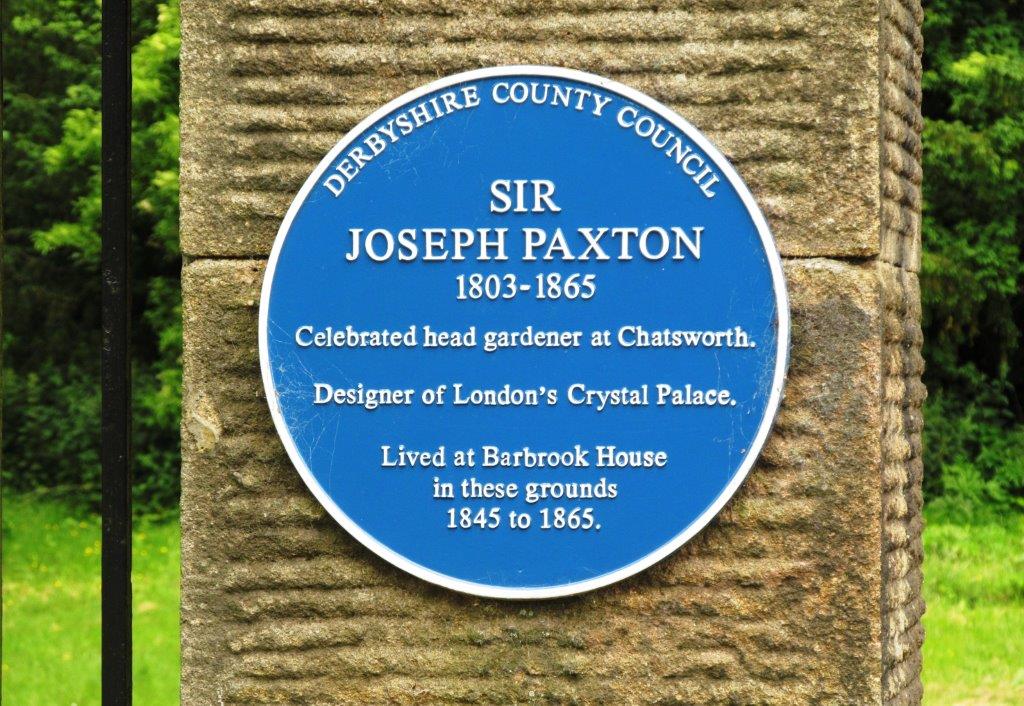 DERBYSHIRE COUNTY COUNCIL
SIR
JOSEPH PAXTON
1803-1865
Celebrated head gardener at Chatsworth.
Designer of London's Crystal Palace.
Lived at Barbrook House
in these grounds
1845 to 1865.